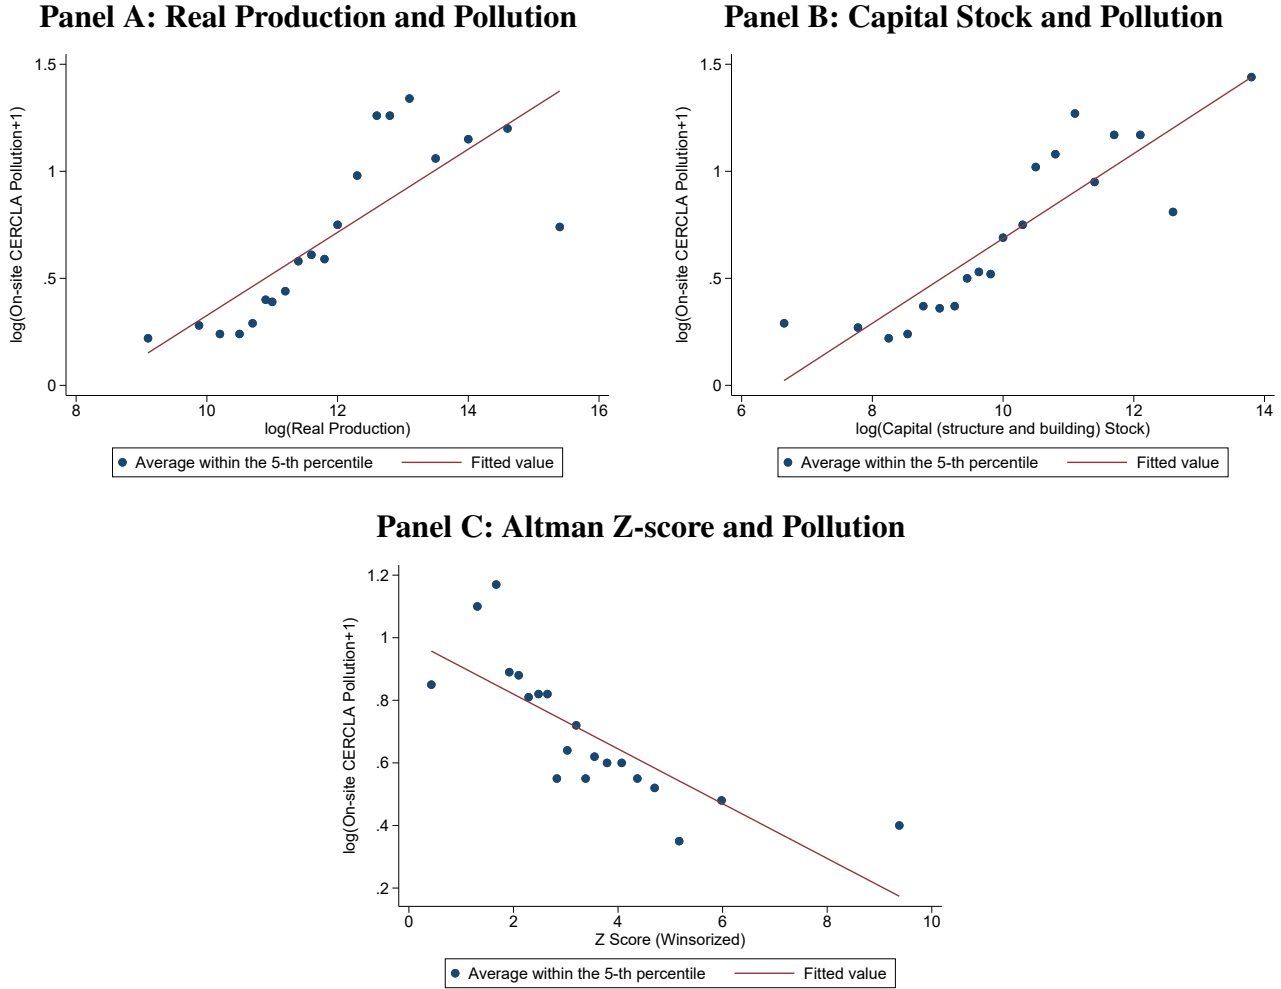 Panel A: Real Production and Pollution
1.5
1
.5
0
log(On-site CERCLA Pollution+1)
8 10 12 14 16
log(Real Production)
Average within the 5-th percentile Fitted value
Panel B: Capital Stock and Pollution
1.5
1
.5
0
log(On-site CERCLA Pollution+1)
6 8 10 12 14
log(Capital (structure and building) Stock)
Average within the 5-th percentile Fitted value
Panel C: Altman Z-score and Pollution
1.2
1
.8
.6
.4
.2
log(On-site CERCLA Pollution+1)
0 2 4 6 8 10
Z Score (Winsorized)
Average within the 5-th percentile Fitted value